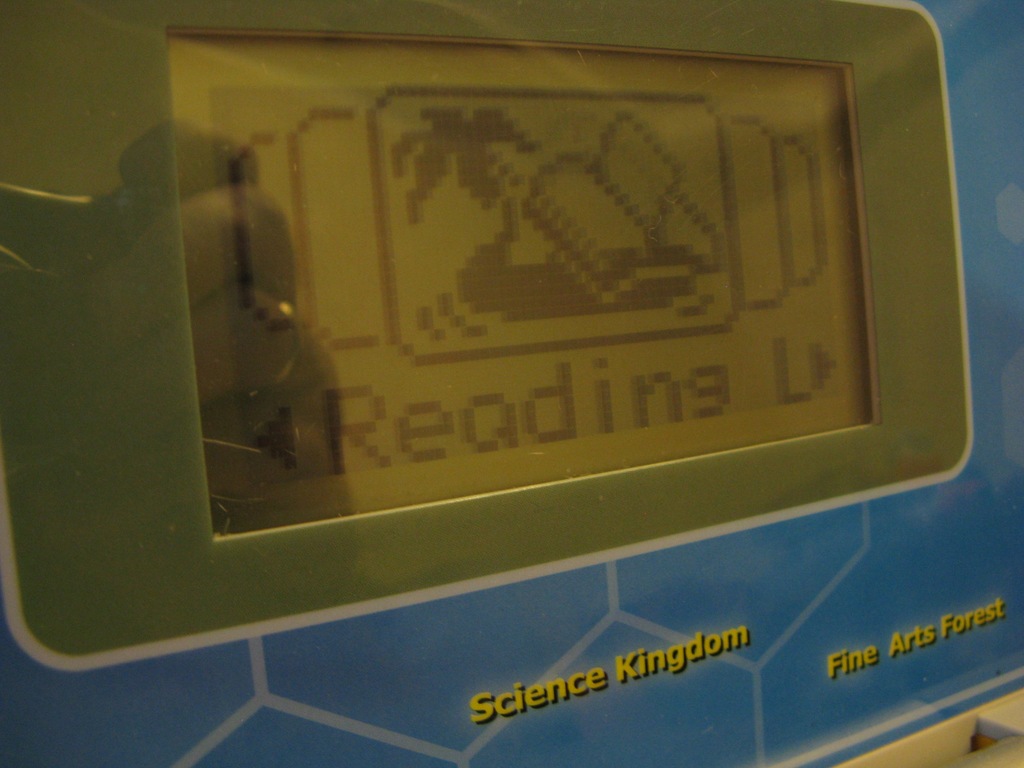 Reading L
Science Kingdom
Fine Arts Forest